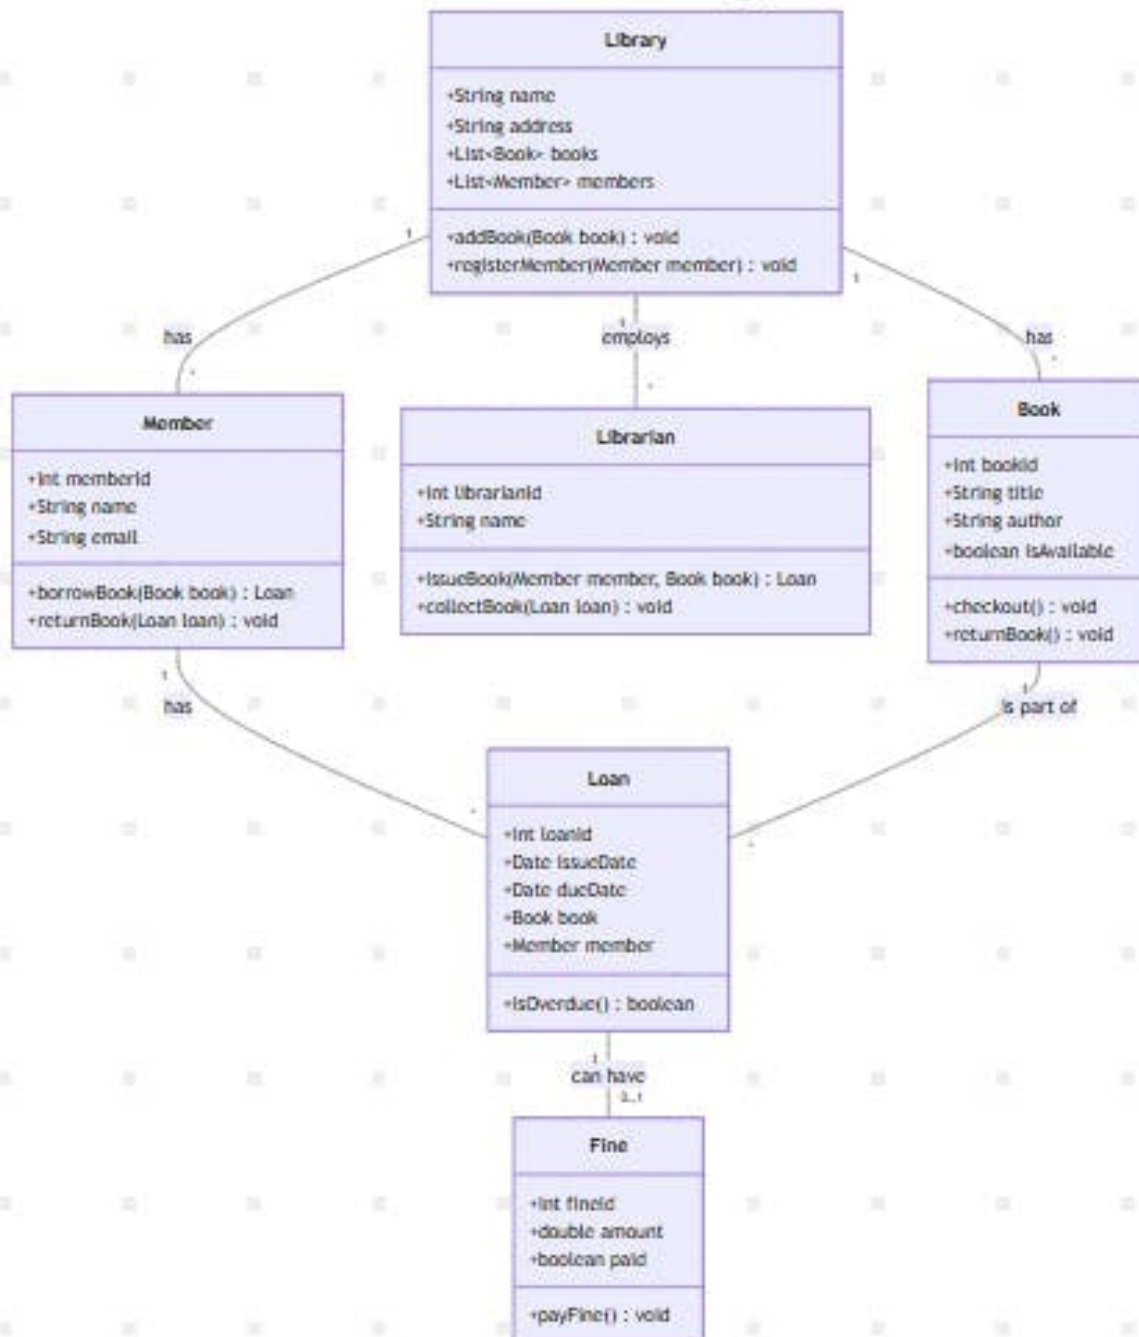 Library
+String name
+String address
+List<Book> books
+List<Member> members
+addBook(Book book) : void
+registerMember(Member member) : void
1
1
1
has
employs
has
*
*
*
Member
+int memberId
+String name
+String email
+borrowBook(Book book) : Loan
+returnBook(Loan loan) : void
Librarian
+int librarianId
+String name
+issueBook(Member member, Book book) : Loan
+collectBook(Loan loan) : void
Book
+int bookId
+String title
+String author
+boolean isAvailable
+checkout() : void
+returnBook() : void
1
has
1
is part of
*
*
Loan
+int loanId
+Date issueDate
+Date dueDate
+Book book
+Member member
+isOverdue() : boolean
1
can have
0..1
Fine
+int fineId
+double amount
+boolean paid
+payFine() : void